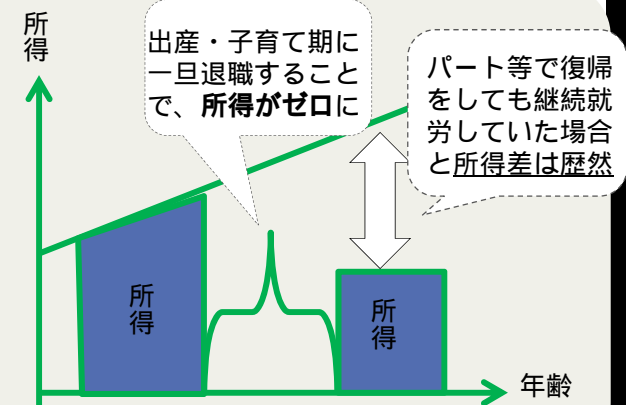 所得
出産・子育て期に
一旦退職すること
で、所得がゼロに
パート等で復帰
をしても継続就
労していた場合
と所得差は歴然
所得
所得
年齢